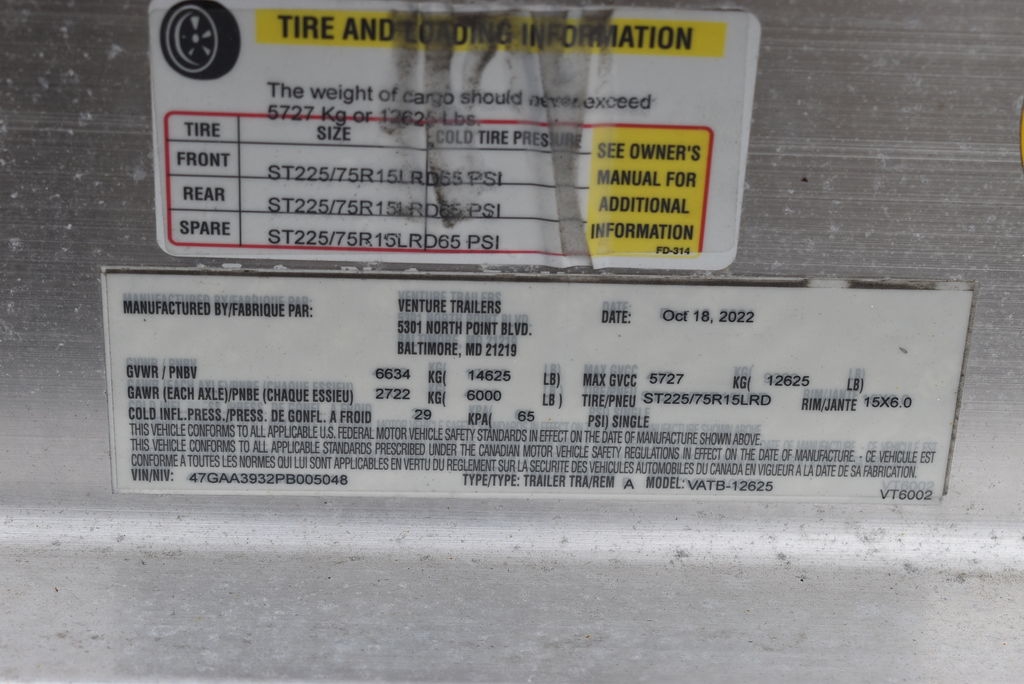 TIRE AND LOADING INFORMATION
The weight of cargo should never exceed
5727 Kg or 12625 Lbs.
TIRE SIZE COLD TIRE PRESSURE
FRONT ST225/75R15LRD65 PSI
REAR ST225/75R15LRD65 PSI
SPARE ST225/75R15LRD65 PSI
SEE OWNER'S
MANUAL FOR
ADDITIONAL
INFORMATION
FD-314
MANUFACTURED BY/FABRIQUE PAR: VENTURE TRAILERS DATE: Oct 18, 2022
5301 NORTH POINT BLVD.
BALTIMORE, MD 21219
GVWR / PNBV 6634 KG( 14625 LB) MAX GVCC 5727 KG( 12625 LB)
GAWR (EACH AXLE)/PNBE (CHAQUE ESSIEU) 2722 KG( 6000 LB) TIRE/PNEU ST225/75R15LRD RIM/JANTE 15X6.0
COLD INFL.PRESS./PRESS. DE GONFL. A FROID 29 KPA( 65 PSI) SINGLE
THIS VEHICLE CONFORMS TO ALL APPLICABLE U.S. FEDERAL MOTOR VEHICLE SAFETY STANDARDS IN EFFECT ON THE DATE OF MANUFACTURE SHOWN ABOVE.
THIS VEHICLE CONFORMS TO ALL APPLICABLE STANDARDS PRESCRIBED UNDER THE CANADIAN MOTOR VEHICLE SAFETY REGULATIONS IN EFFECT ON THE DATE OF MANUFACTURE. - CE VEHICULE EST
CONFORME A TOUTES LES NORMES QUI LUI SONT APPLICABLES EN VERTU DU REGLEMENT SUR LA SECURITE DES VEHICULES AUTOMOBILES DU CANADA EN VIGUEUR A LA DATE DE SA FABRICATION.
VIN/NIV: 47GAA3932PB005048 TYPE/TYPE: TRAILER TRA/REM A MODEL: VATB-12625 VT6002